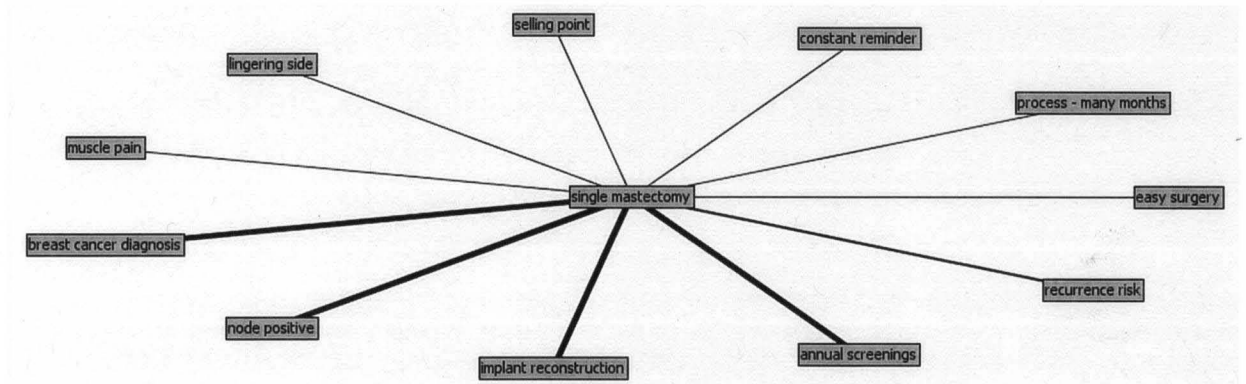 selling point
constant reminder
lingering side
process - many months
muscle pain
single mastectomy
easy surgery
breast cancer diagnosis
recurrence risk
node positive
annual screenings
implant reconstruction